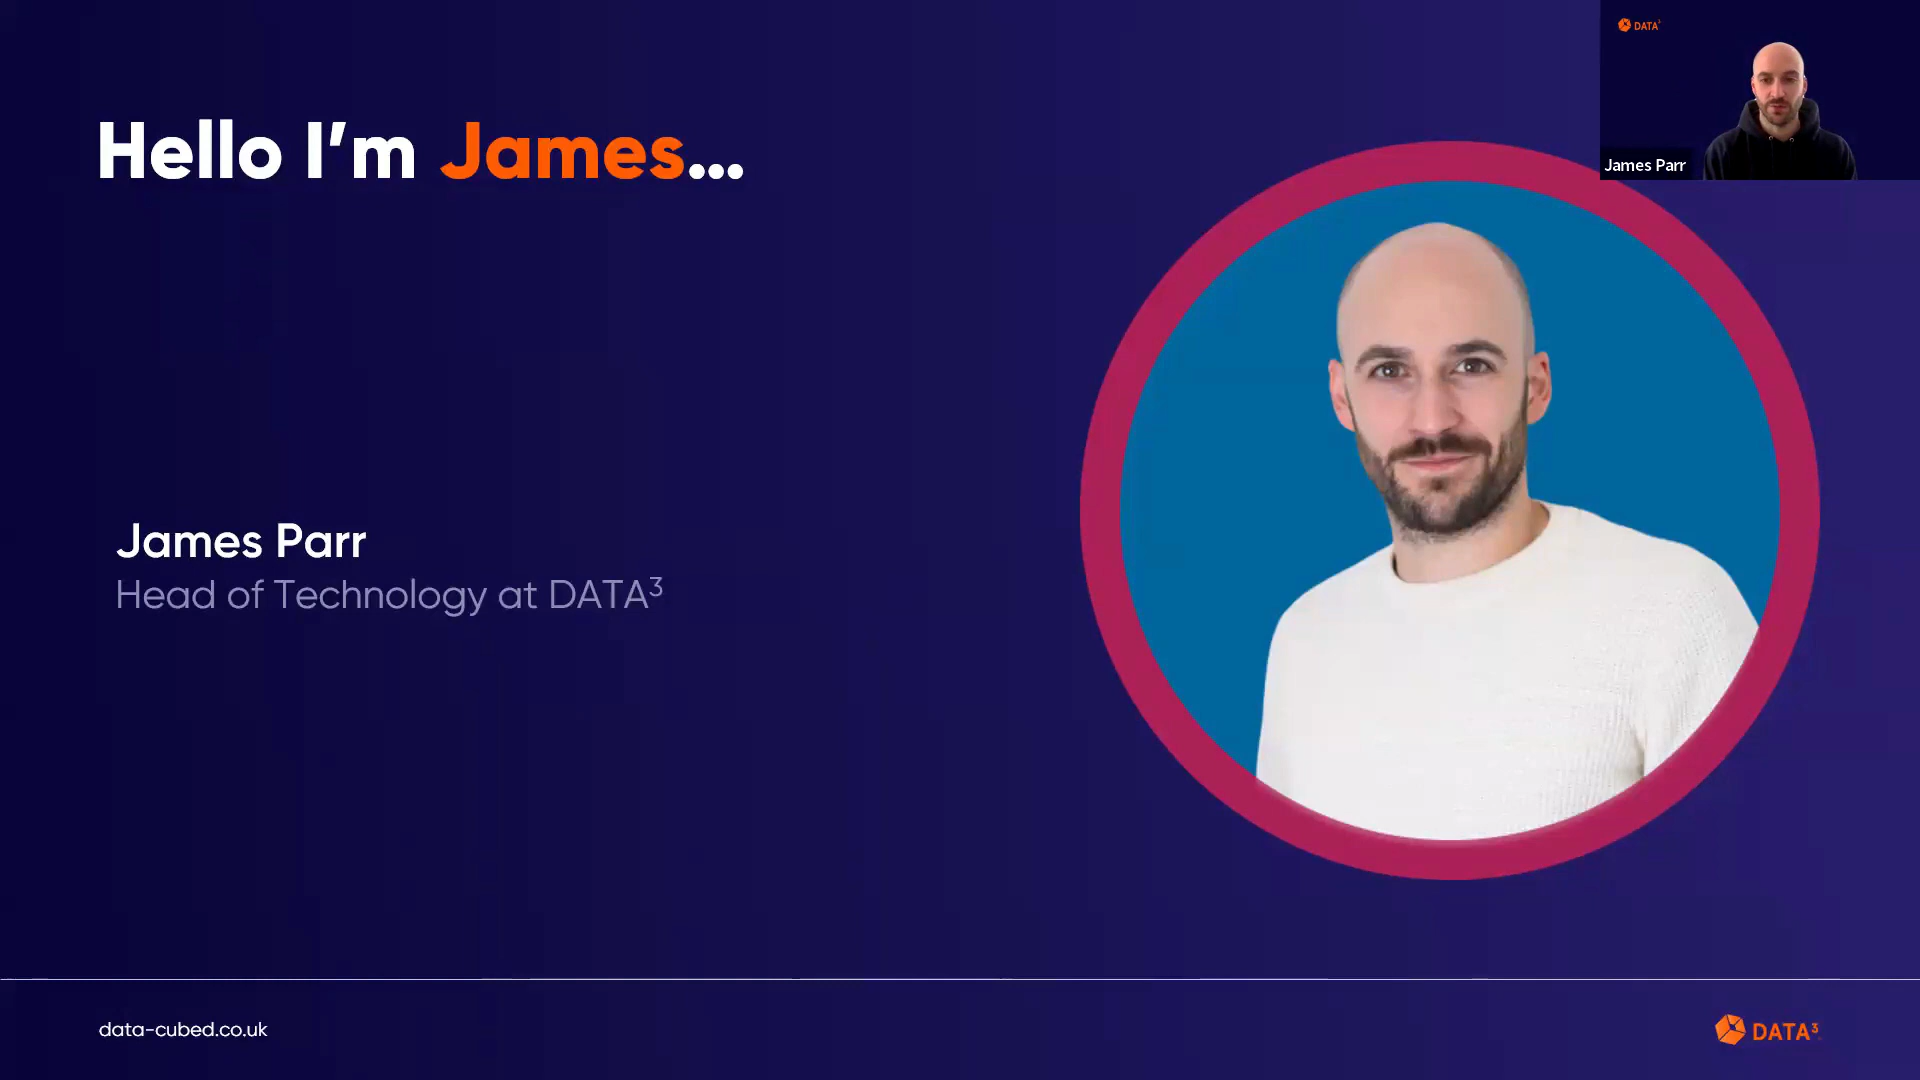 DATA³
James Parr
Hello I’m James...
James Parr
Head of Technology at DATA³
data-cubed.co.uk
DATA³